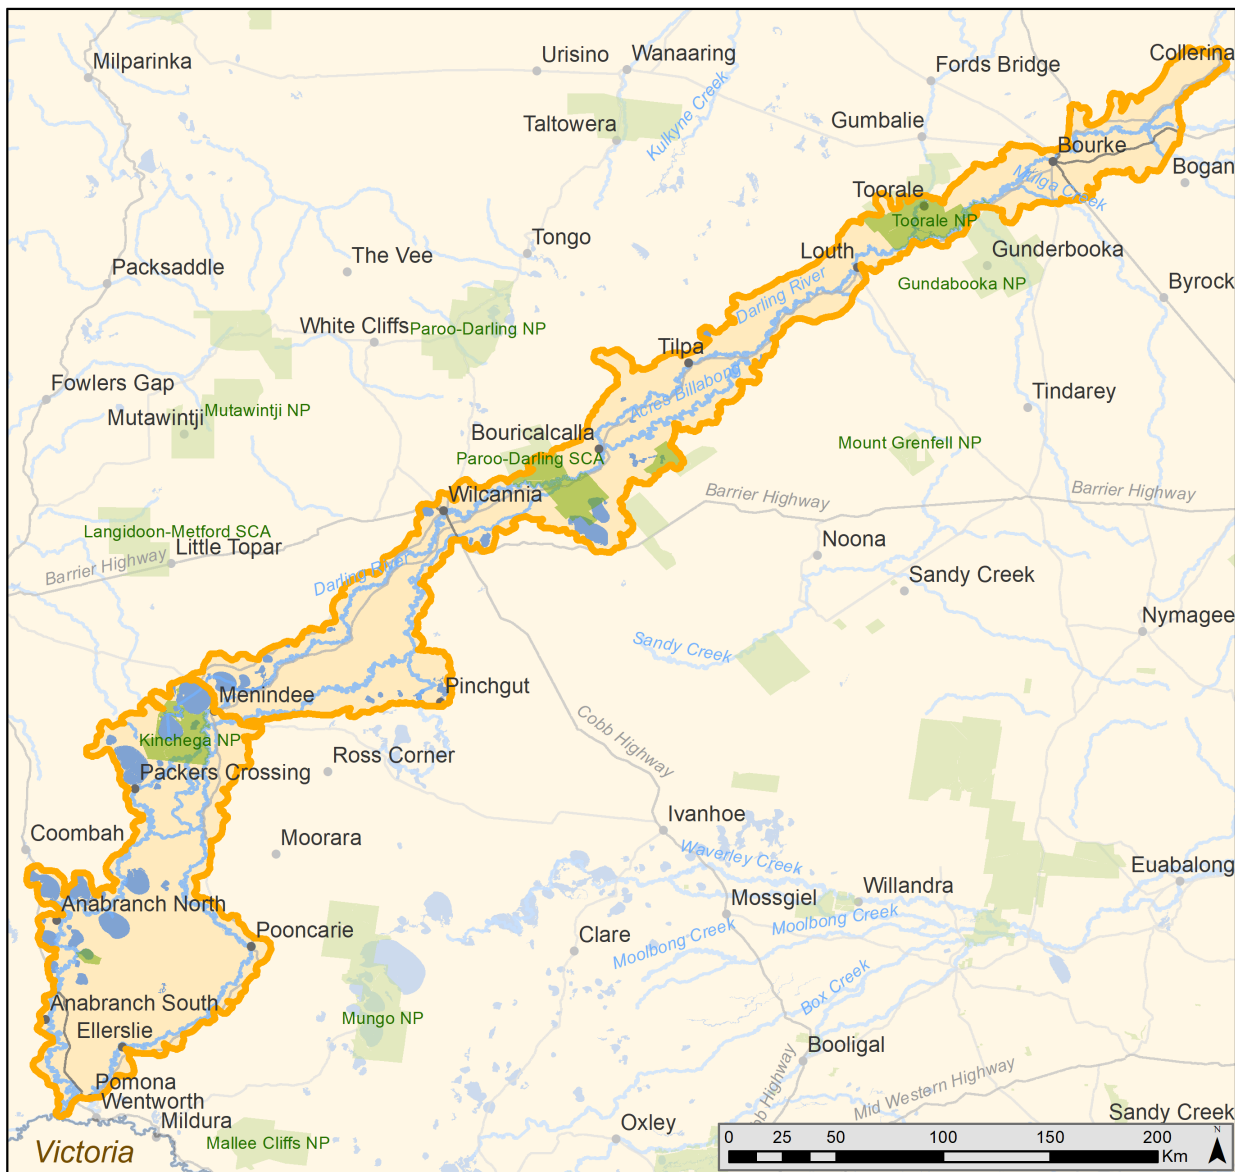 Collerina
Milparinka
Urisino
Wanaaring
Fords Bridge
Kulkyne Creek
Taltowera
Gumbalie
Bourke
Bogan
Mulga Creek
Toorale
Toorale NP
Tongo
The Vee
Louth
Gunderbooka
Packsaddle
Gundabooka NP
Byrock
Darling River
White Cliffs
Paroo-Darling NP
Tilpa
Acres Billabong
Fowlers Gap
Mutawintji NP
Mutawintji
Tindarey
Bouricalcalla
Mount Grenfell NP
Paroo-Darling SCA
Wilcannia
Barrier Highway
Barrier Highway
Langidoon-Metford SCA
Little Topar
Barrier Highway
Noona
Darling River
Sandy Creek
Nymagee
Sandy Creek
Menindee
Pinchgut
Cobb Highway
Kinchega NP
Ross Corner
Packers Crossing
Ivanhoe
Coombah
Moorara
Waverley Creek
Euabalong
Anabranch North
Mossgiel
Willandra
Moolbong Creek
Pooncarie
Clare
Moolbong Creek
Box Creek
Anabranch South
Mungo NP
Ellerslie
Booligal
Pomona
Wentworth
Mid Western Highway
bb Highway
Mildura
Sandy Creek
Oxley
Mallee Cliffs NP
Victoria
0 25 50 100 150 200
Km
N